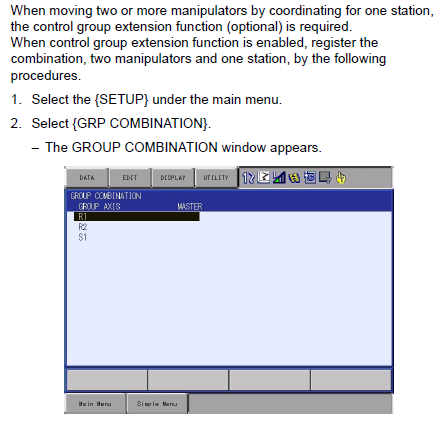 When moving two or more manipulators by coordinating for one station,
the control group extension function (optional) is required.
When control group extension function is enabled, register the
combination, two manipulators and one station, by the following
procedures.
1. Select the {SETUP} under the main menu.
2. Select {GRP COMBINATION}.
– The GROUP COMBINATION window appears.
DATA EDIT DISPLAY UTILITY
GROUP COMBINATION
GROUP AXIS MASTER
R1
R2
S1
Main Menu Simple Menu